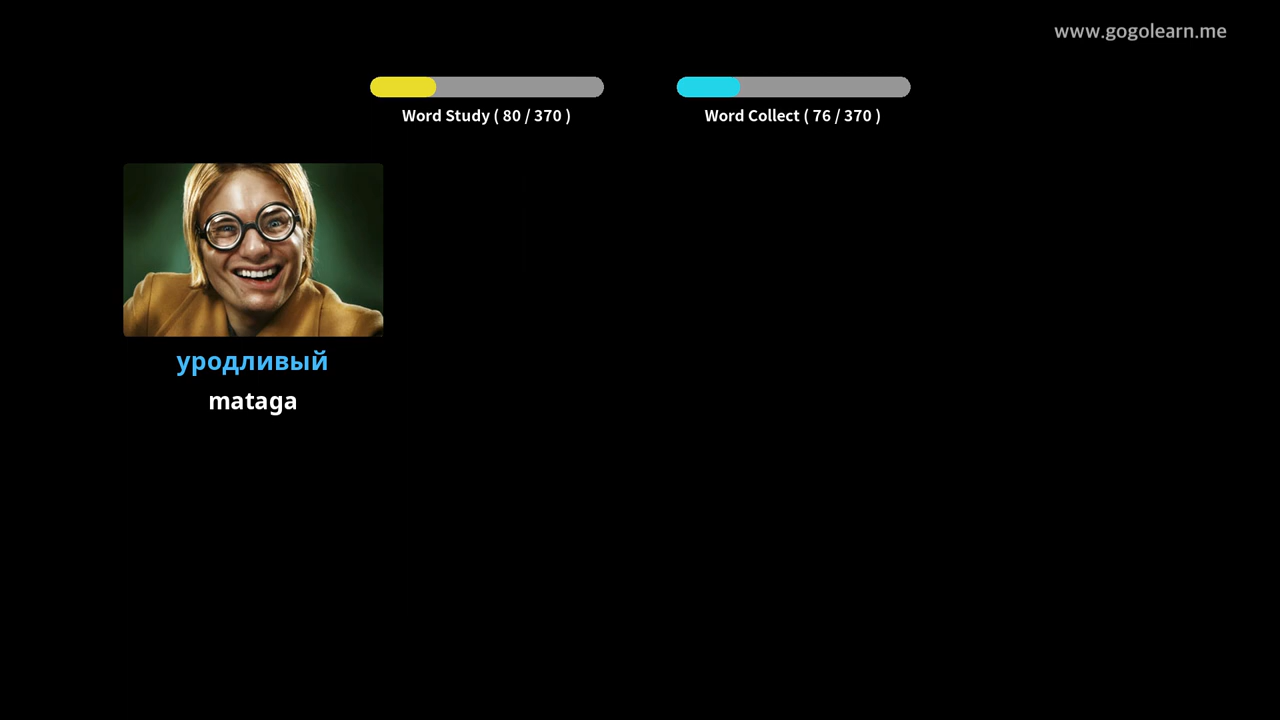 www.gogolearn.me
Word Study ( 80 / 370 )
Word Collect ( 76 / 370 )
уродливый
mataga